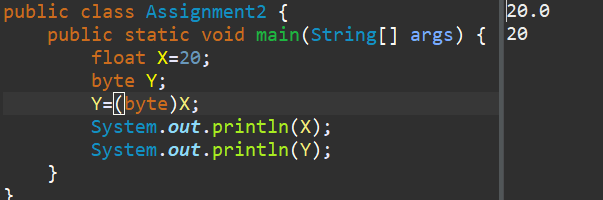 public class Assignment2 {
public static void main(String[] args) {
float X=20;
byte Y;
Y=(byte)X;
System.out.println(X);
System.out.println(Y);
}
}
20.0
20